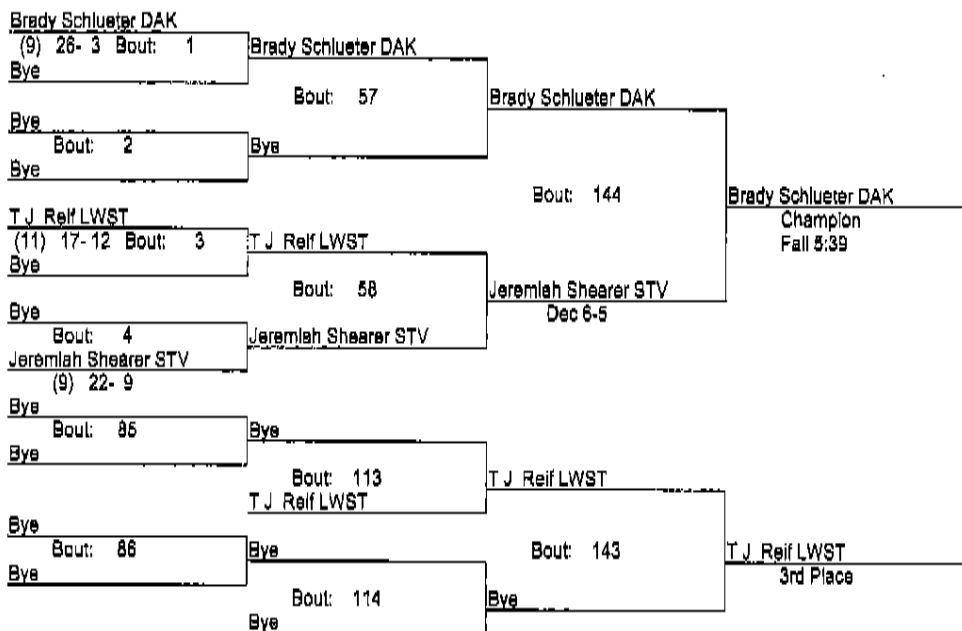 Brady Schlueter DAK
(9) 26- 3 Bout: 1
Brady Schlueter DAK
Bye
Bout: 57
Brady Schlueter DAK
Bye
Bout: 2
Bye
Bye
Bout: 144
Brady Schlueter DAK
Champion
Fall 5:39
T J Reif LWST
(11) 17- 12 Bout: 3
T J Reif LWST
Bye
Bout: 58
Jeremiah Shearer STV
Dec 6-5
Bye
Bout: 4
Jeremiah Shearer STV
Jeremiah Shearer STV
(9) 22- 9
Bye
Bout: 85
Bye
Bye
Bout: 113
T J Reif LWST
T J Reif LWST
Bye
Bout: 86
Bye
Bye
Bout: 143
T J Reif LWST
3rd Place
Bout: 114
Bye
Bye